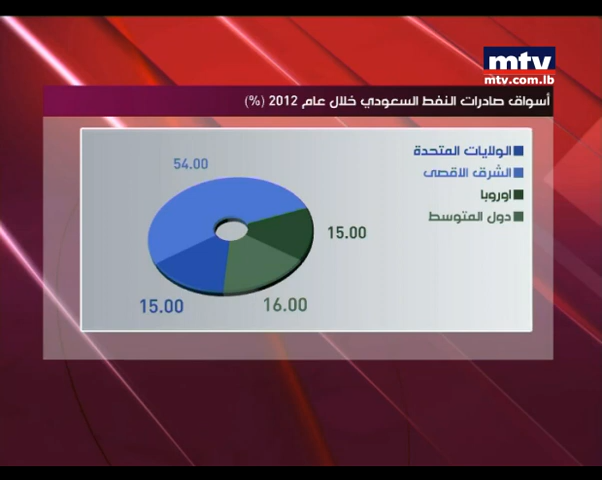 mtv
mtv.com.lb
أسواق صادرات النفط السعودي خلال عام 2012 (%)
الولايات المتحدة
الشرق الاقصى
اوروبا
دول المتوسط
54.00
15.00
15.00
16.00